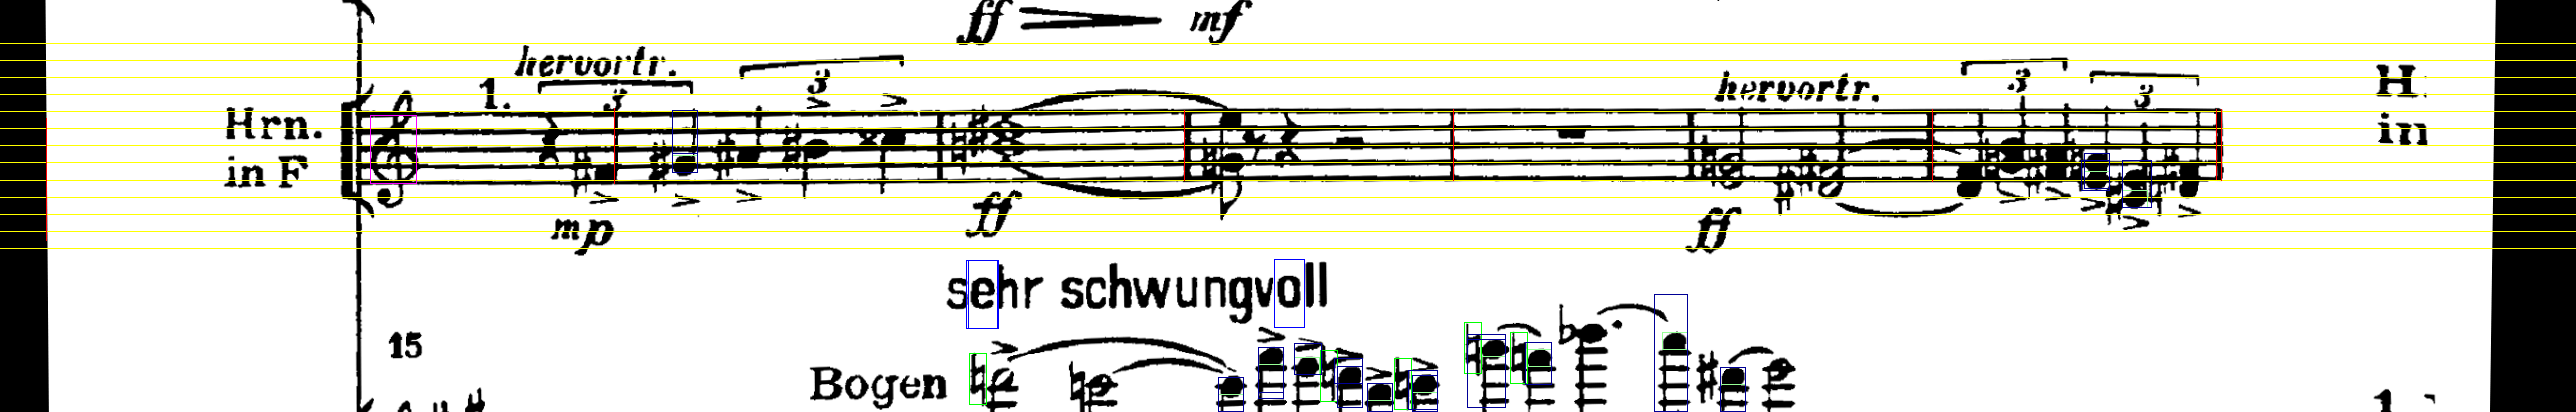 ff mf
hervortr.
1. 3 3
hervortr.
3 3
H
Hrn.
in F
in
mp ff ff
sehr schwungvoll
15
Bogen
1.